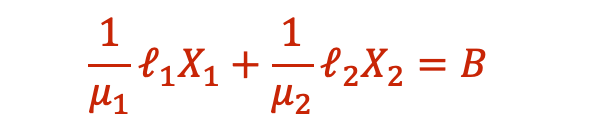 1/μ₁ ℓ₁X₁ + 1/μ₂ ℓ₂X₂ = B